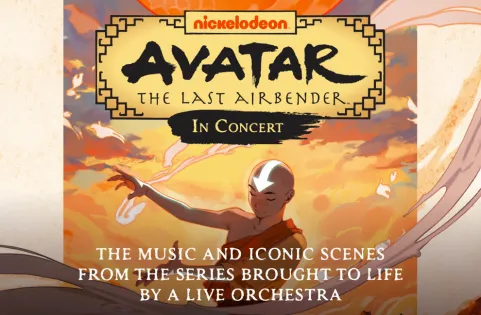 nickelodeon
AVATAR
THE LAST AIRBENDER
IN CONCERT
THE MUSIC AND ICONIC SCENES
FROM THE SERIES BROUGHT TO LIFE
BY A LIVE ORCHESTRA